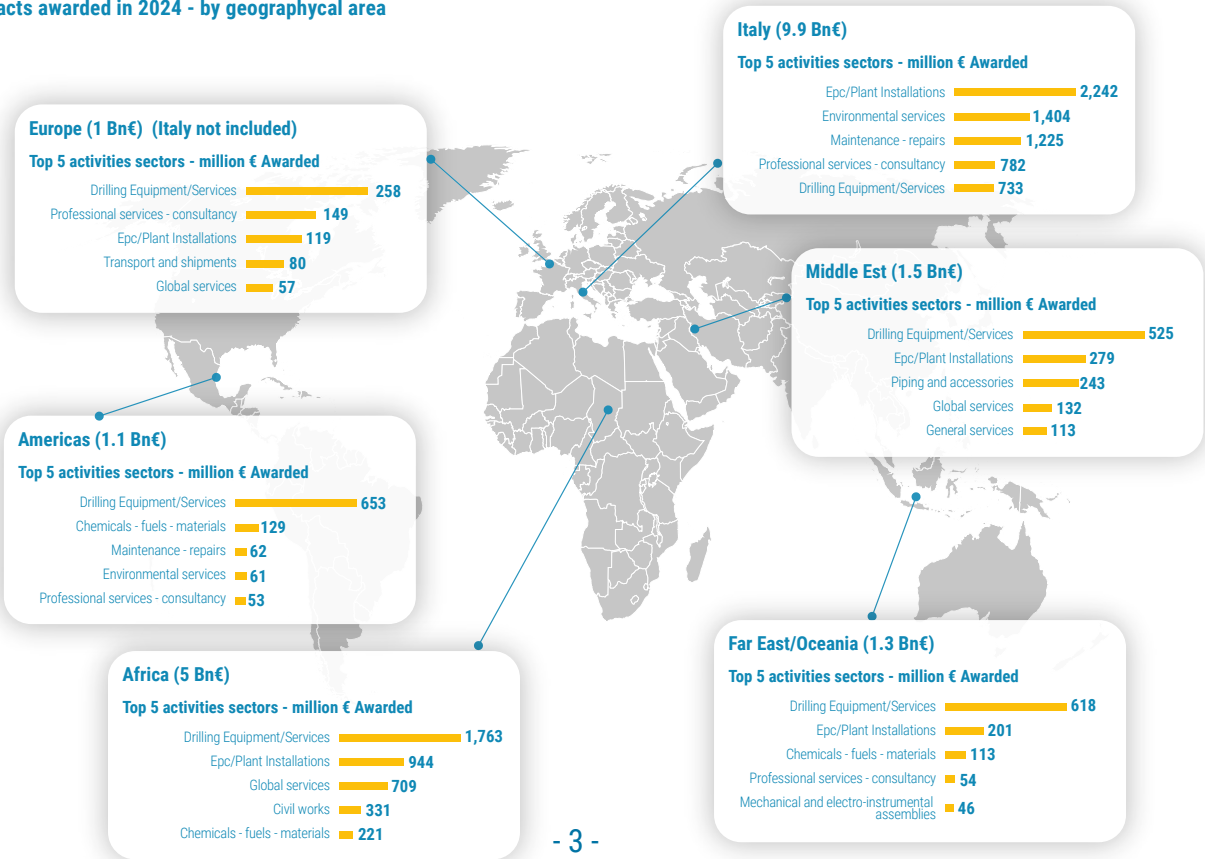 acts awarded in 2024 - by geographycal area
Italy (9.9 Bn€)
Top 5 activities sectors - million € Awarded
Epc/Plant Installations 2,242
Environmental services 1,404
Maintenance - repairs 1,225
Professional services - consultancy 782
Drilling Equipment/Services 733
Europe (1 Bn€) (Italy not included)
Top 5 activities sectors - million € Awarded
Drilling Equipment/Services 258
Professional services - consultancy 149
Epc/Plant Installations 119
Transport and shipments 80
Global services 57
Middle Est (1.5 Bn€)
Top 5 activities sectors - million € Awarded
Drilling Equipment/Services 525
Epc/Plant Installations 279
Piping and accessories 243
Global services 132
General services 113
Americas (1.1 Bn€)
Top 5 activities sectors - million € Awarded
Drilling Equipment/Services 653
Chemicals - fuels - materials 129
Maintenance - repairs 62
Environmental services 61
Professional services - consultancy 53
Africa (5 Bn€)
Top 5 activities sectors - million € Awarded
Drilling Equipment/Services 1,763
Epc/Plant Installations 944
Global services 709
Civil works 331
Chemicals - fuels - materials 221
Far East/Oceania (1.3 Bn€)
Top 5 activities sectors - million € Awarded
Drilling Equipment/Services 618
Epc/Plant Installations 201
Chemicals - fuels - materials 113
Professional services - consultancy 54
Mechanical and electro-instrumental
assemblies 46
- 3 -